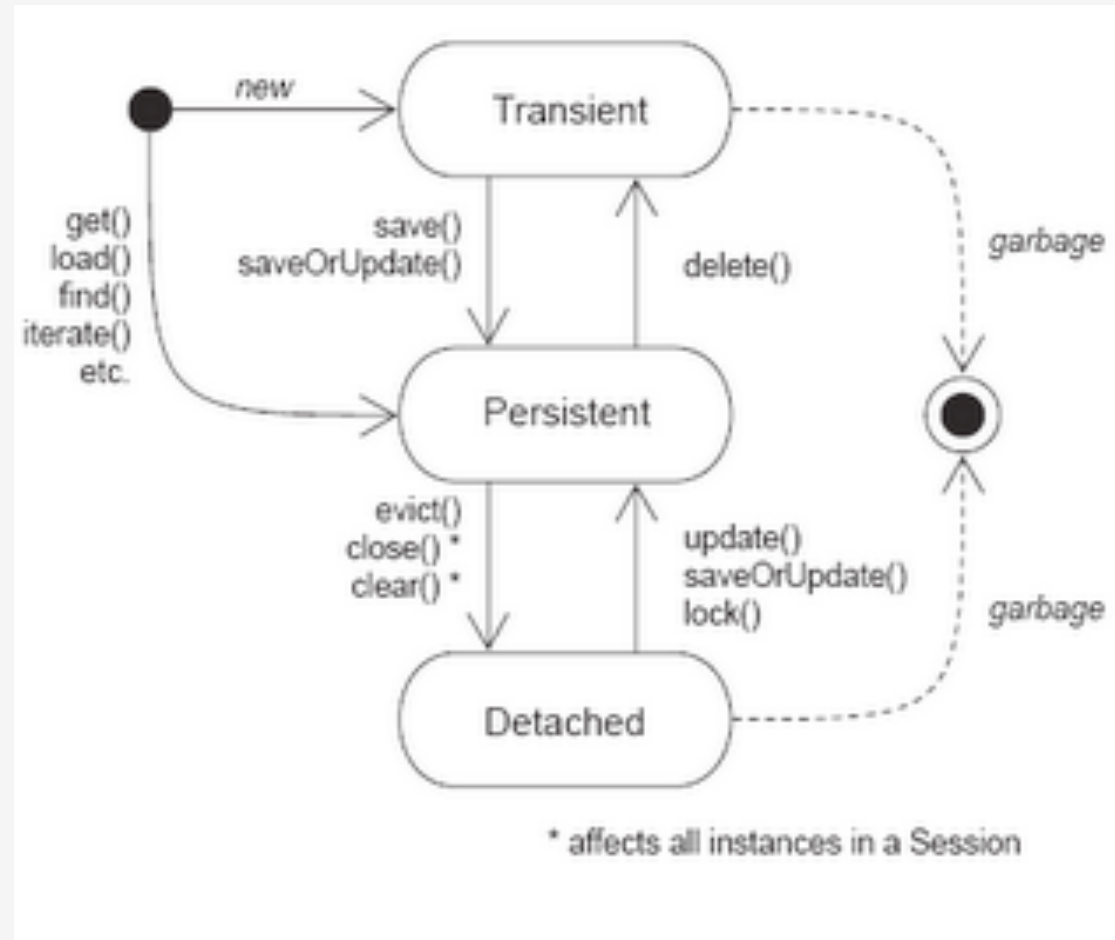 new
Transient
get()
load()
find()
iterate()
etc.
save()
saveOrUpdate()
delete()
garbage
Persistent
evict()
close() *
clear() *
update()
saveOrUpdate()
lock()
garbage
Detached
* affects all instances in a Session